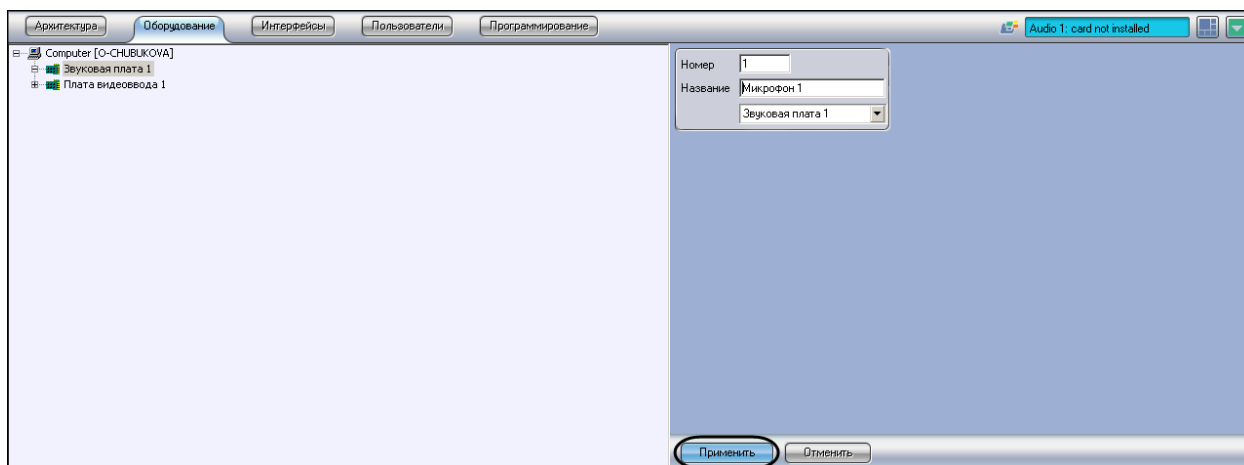 Архитектура Оборудование Интерфейсы Пользователи Программирование Audio 1: card not installed
Computer [O-CHUBUKOVA]
Звуковая плата 1
Плата видеоввода 1
Номер 1
Название Микрофон 1
Звуковая плата 1
Применить Отменить